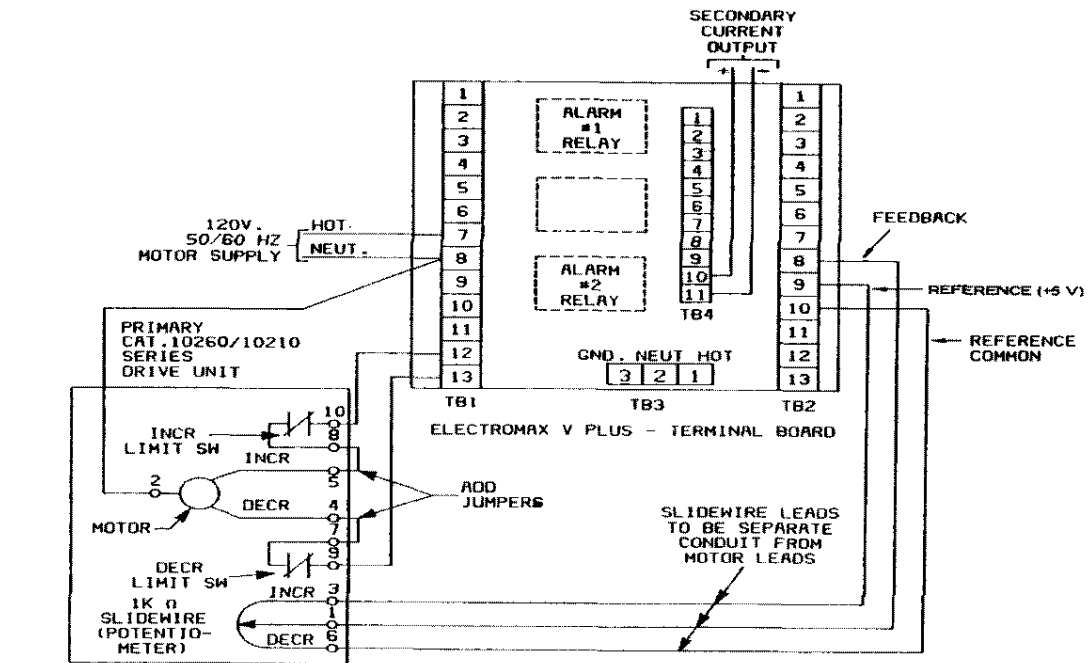 SECONDARY
CURRENT
OUTPUT
+ -
1
2
3
4
5
6
7
8
9
10
11
12
13
TB1
ALARM
#1
RELAY
ALARM
#2
RELAY
1
2
3
4
5
6
7
8
9
10
11
TB4
GND. NEUT HOT
3 2 1
TB3
1
2
3
4
5
6
7
8
9
10
11
12
13
TB2
ELECTROMAX V PLUS - TERMINAL BOARD
120V.
50/60 HZ
MOTOR SUPPLY
HOT.
NEUT.
FEEDBACK
REFERENCE (+5 V)
REFERENCE
COMMON
PRIMARY
CAT.10260/10210
SERIES
DRIVE UNIT
10
INCR
LIMIT SW
8
INCR
5
2
MOTOR
DECR
4
7
9
DECR
LIMIT SW
ADD
JUMPERS
SLIDEWIRE LEADS
TO BE SEPARATE
CONDUIT FROM
MOTOR LEADS
INCR 3
1K Ω
SLIDEWIRE
(POTENTIO-
METER)
1
DECR 6